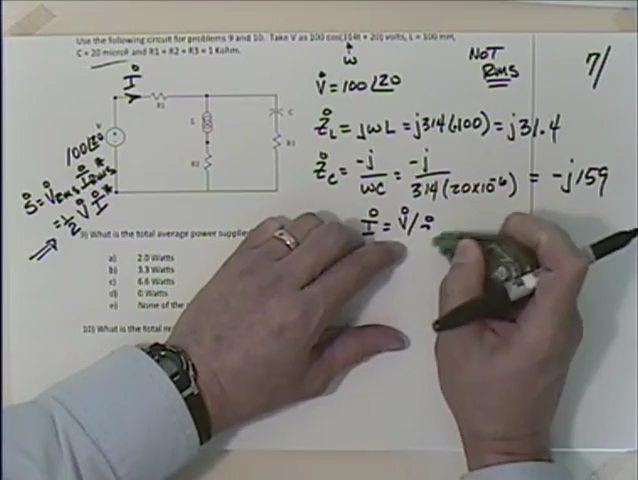 Use the following circuit for problems 9 and 10. Take V as 100 cos(314t + 20) volts, L = 100 mH,
C = 20 microF and R1 = R2 = R3 = 1 Kohm.
ω
NOT
RMS
7/
I
V = 100∠20
R1
C
L
V
R3
R2
100∠20
Z_L = jωL = j314(.100) = j31.4
Z_C = -j/ωC = -j/314(20×10^-6) = -j159
S = V_RMS I_RMS*
= 1/2 V I*
I = V/
9) What is the total average power supplie
a) 2.0 Watts
b) 3.3 Watts
c) 6.6 Watts
d) 0 Watts
e) None of the
10) What is the total re